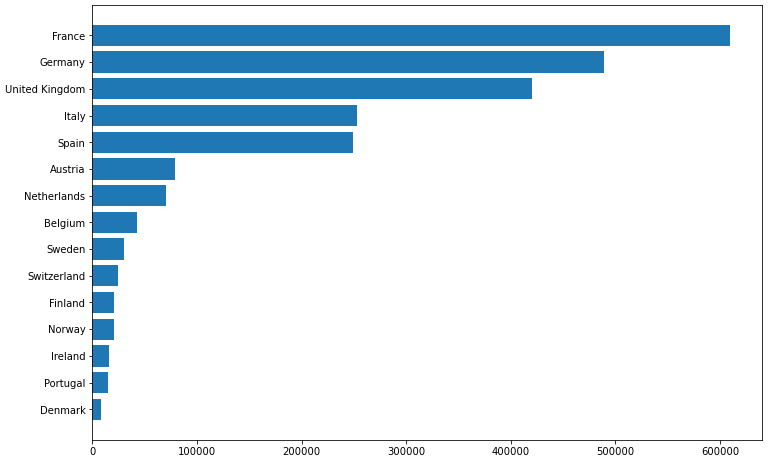 France
Germany
United Kingdom
Italy
Spain
Austria
Netherlands
Belgium
Sweden
Switzerland
Finland
Norway
Ireland
Portugal
Denmark
0 100000 200000 300000 400000 500000 600000